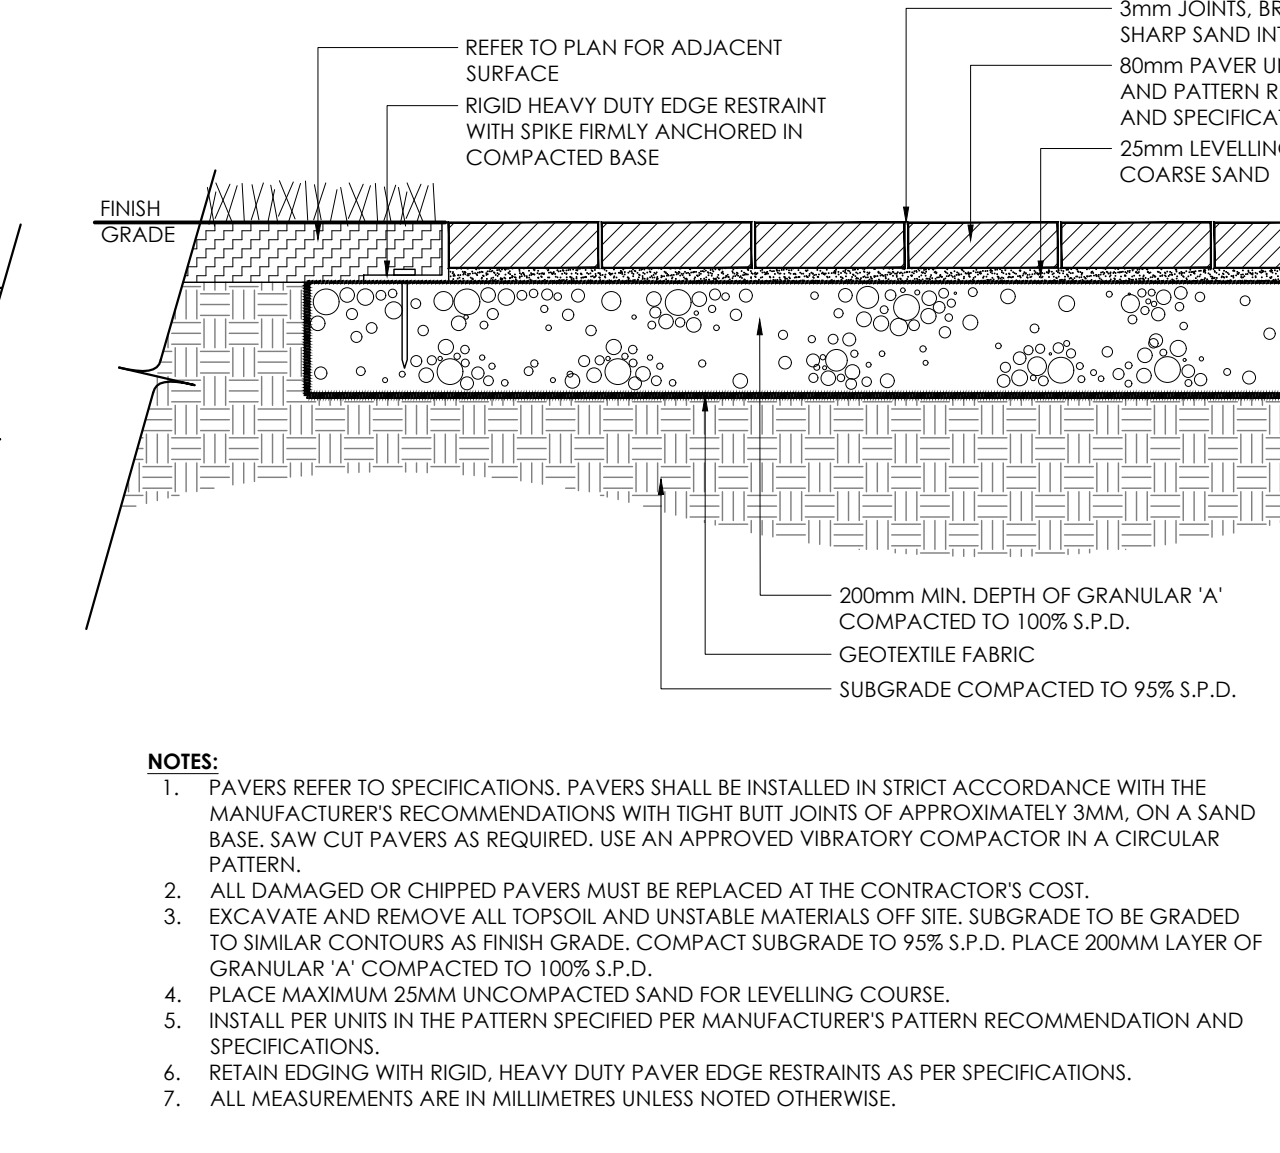 3mm JOINTS,
SHARP SAND
REFER TO PLAN FOR ADJACENT
SURFACE
80mm PAVER
AND PATTERN
AND
RIGID HEAVY DUTY EDGE RESTRAINT
WITH SPIKE FIRMLY ANCHORED IN
COMPACTED BASE
25mm
COARSE SAND
FINISH
GRADE
200mm MIN. DEPTH OF GRANULAR 'A'
COMPACTED TO 100% S.P.D.
GEOTEXTILE FABRIC
SUBGRADE COMPACTED TO 95% S.P.D.
NOTES:
1. PAVERS REFER TO SPECIFICATIONS. PAVERS SHALL BE INSTALLED IN STRICT ACCORDANCE WITH THE
MANUFACTURER'S RECOMMENDATIONS WITH TIGHT BUTT JOINTS OF APPROXIMATELY 3MM, ON A SAND
BASE. SAW CUT PAVERS AS REQUIRED. USE AN APPROVED VIBRATORY COMPACTOR IN A CIRCULAR
PATTERN.
2. ALL DAMAGED OR CHIPPED PAVERS MUST BE REPLACED AT THE CONTRACTOR'S COST.
3. EXCAVATE AND REMOVE ALL TOPSOIL AND UNSTABLE MATERIALS OFF SITE. SUBGRADE TO BE GRADED
TO SIMILAR CONTOURS AS FINISH GRADE. COMPACT SUBGRADE TO 95% S.P.D. PLACE 200MM LAYER OF
GRANULAR 'A' COMPACTED TO 100% S.P.D.
4. PLACE MAXIMUM 25MM UNCOMPACTED SAND FOR LEVELLING COURSE.
5. INSTALL PER UNITS IN THE PATTERN SPECIFIED PER MANUFACTURER'S PATTERN RECOMMENDATION AND
SPECIFICATIONS.
6. RETAIN EDGING WITH RIGID, HEAVY DUTY PAVER EDGE RESTRAINTS AS PER SPECIFICATIONS.
7. ALL MEASUREMENTS ARE IN MILLIMETRES UNLESS NOTED OTHERWISE.